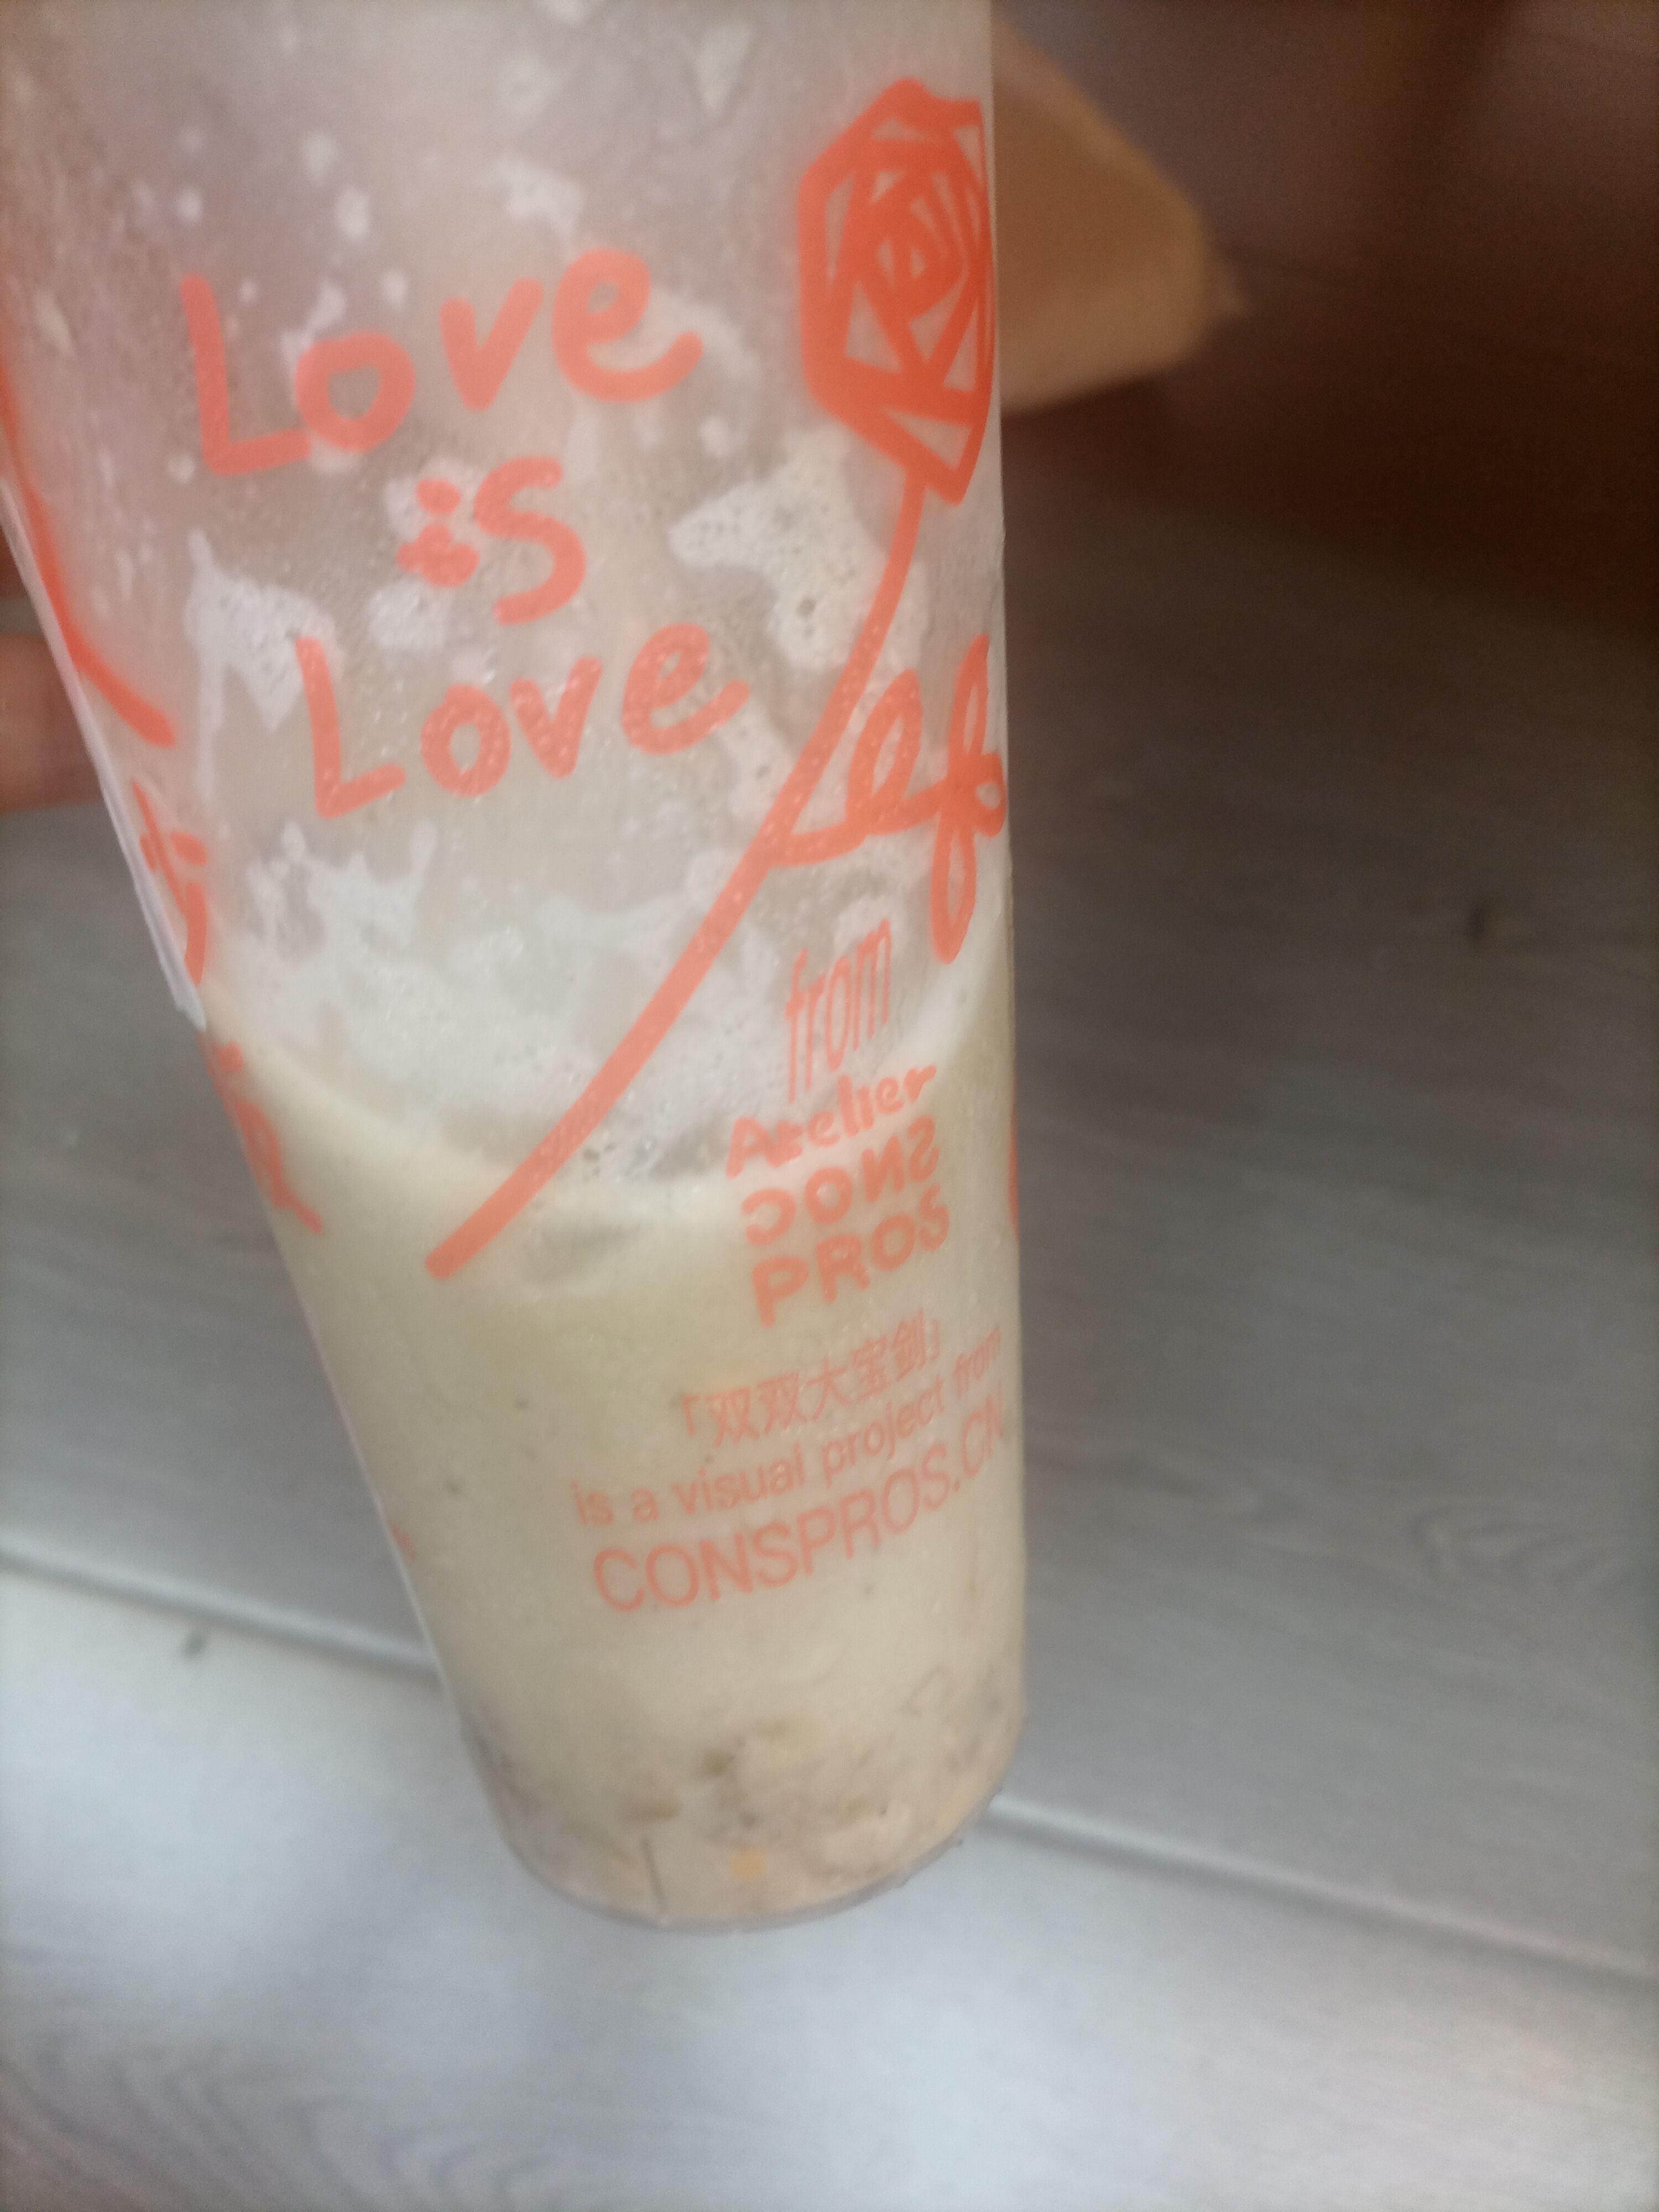 Love
is
Love
from
Atelier
CONS
PROS
「双双大宝剑」
is a visual project from
CONSPROS.CN